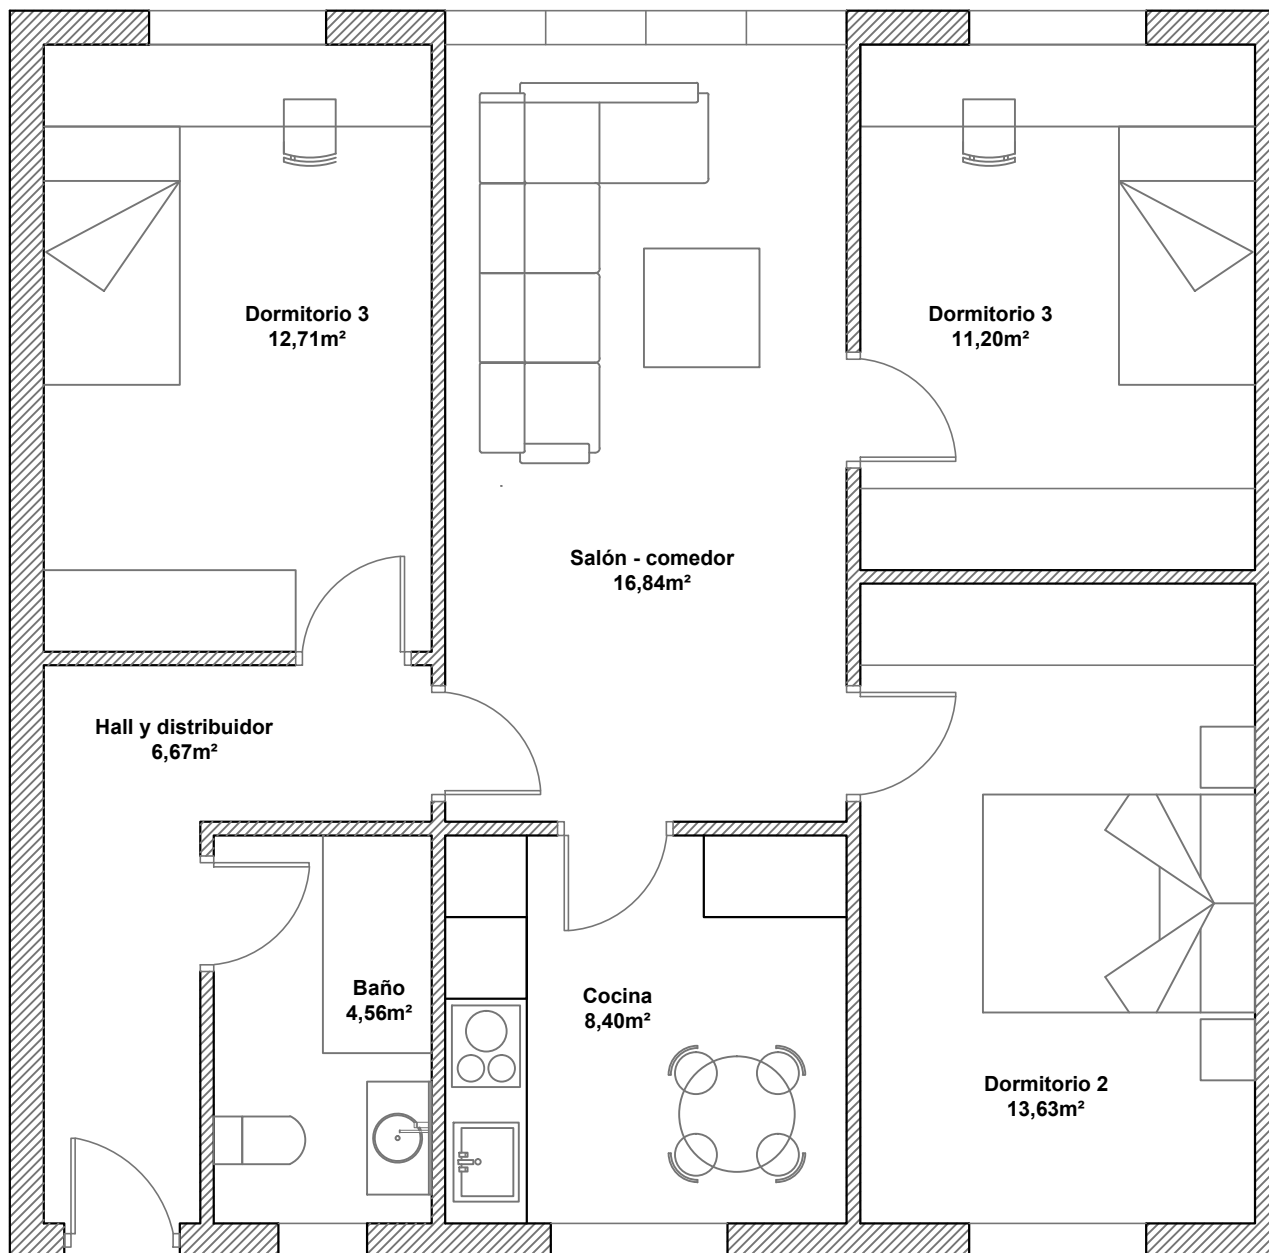 Dormitorio 3
12,71m²
Dormitorio 3
11,20m²
Salón - comedor
16,84m²
Hall y distribuidor
6,67m²
Baño
4,56m²
Cocina
8,40m²
Dormitorio 2
13,63m²